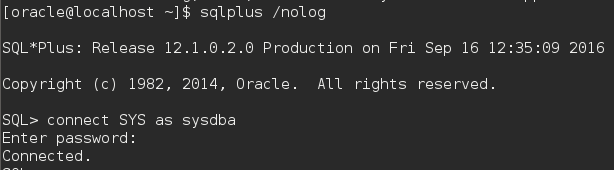 [oracle@localhost ~]$ sqlplus /nolog
SQL*Plus: Release 12.1.0.2.0 Production on Fri Sep 16 12:35:09 2016
Copyright (c) 1982, 2014, Oracle.  All rights reserved.
SQL> connect SYS as sysdba
Enter password:
Connected.